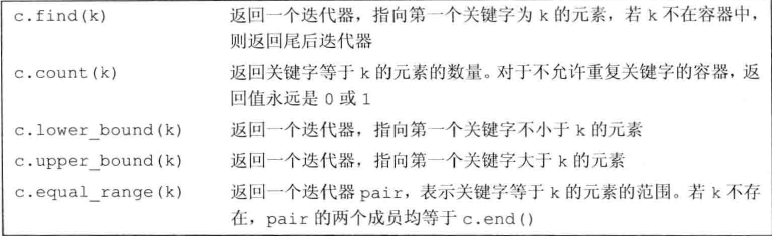 c.find(k) 返回一个迭代器，指向第一个关键字为 k 的元素，若 k 不在容器中，
则返回尾后迭代器
c.count(k) 返回关键字等于 k 的元素的数量。对于不允许重复关键字的容器，返
回值永远是 0 或 1
c.lower_bound(k) 返回一个迭代器，指向第一个关键字不小于 k 的元素
c.upper_bound(k) 返回一个迭代器，指向第一个关键字大于 k 的元素
c.equal_range(k) 返回一个迭代器 pair，表示关键字等于 k 的元素的范围。若 k 不存
在，pair 的两个成员均等于 c.end()